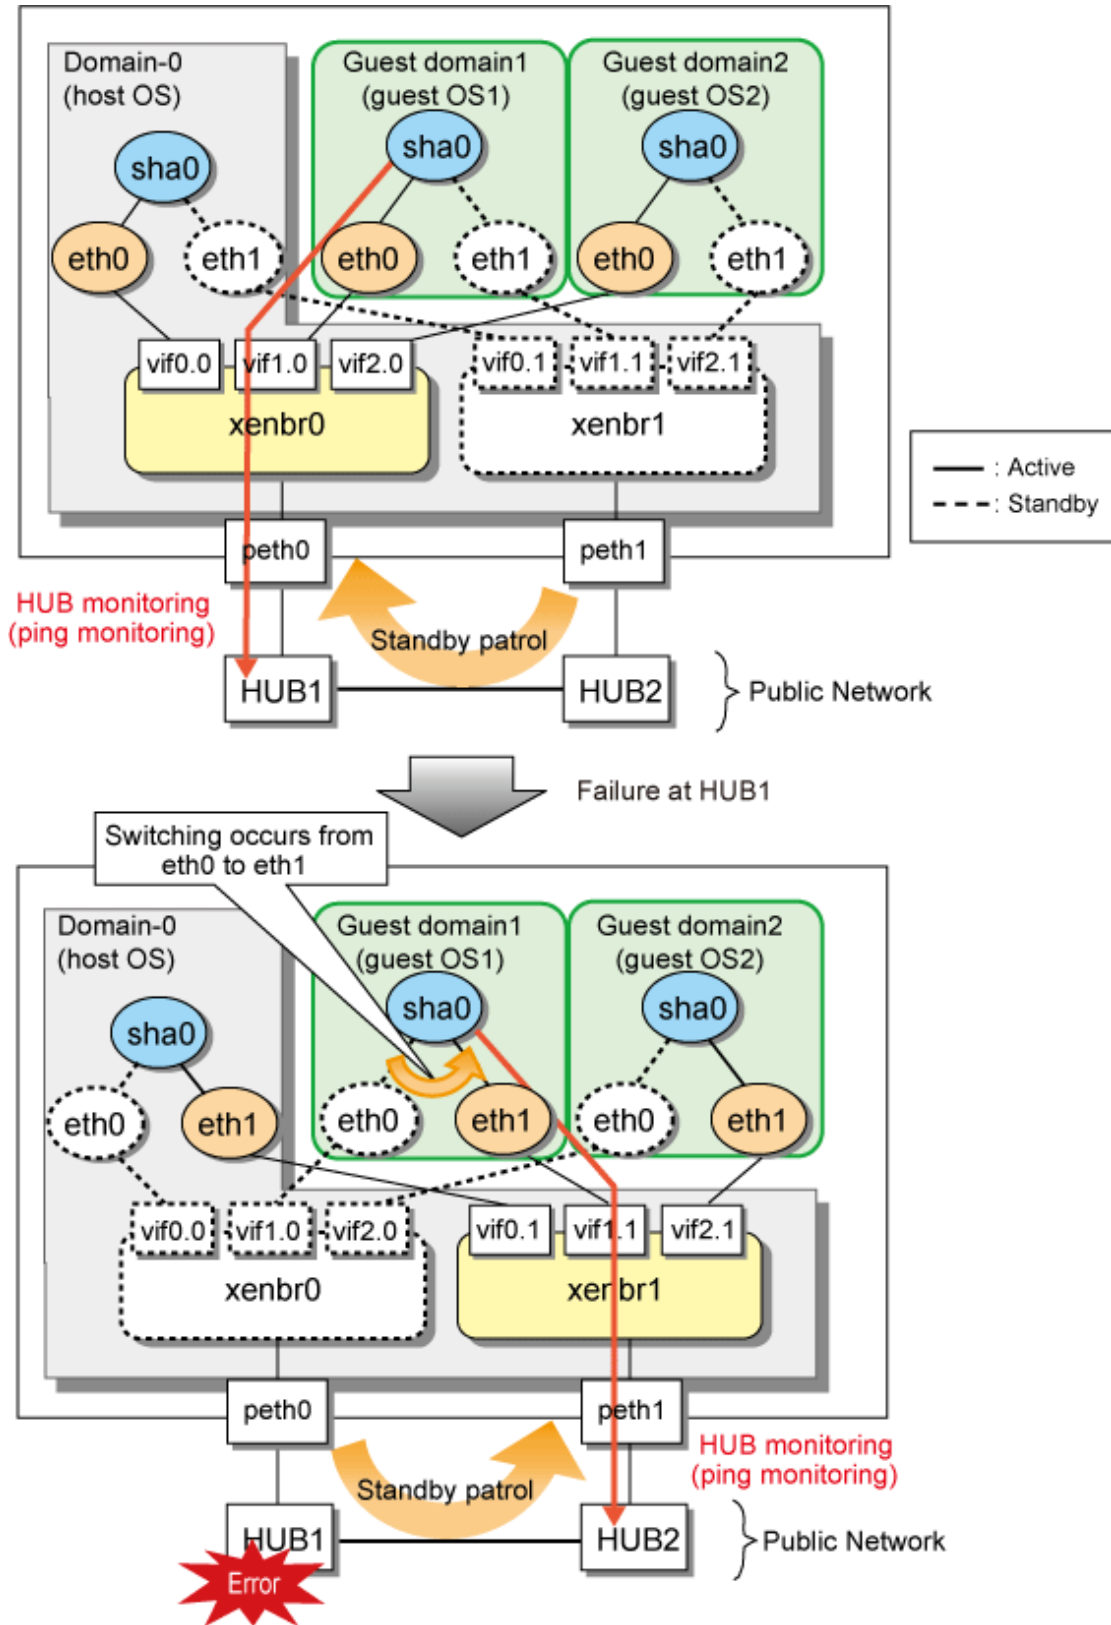 Domain-0
(host OS)
Guest domain1
(guest OS1)
Guest domain2
(guest OS2)
sha0
sha0
sha0
eth0
eth1
eth0
eth1
eth0
eth1
vif0.0
vif1.0
vif2.0
vif0.1
vif1.1
vif2.1
xenbr0
xenbr1
: Active
: Standby
peth0
peth1
HUB monitoring
(ping monitoring)
Standby patrol
HUB1
HUB2
Public Network
Failure at HUB1
Switching occurs from
eth0 to eth1
Domain-0
(host OS)
Guest domain1
(guest OS1)
Guest domain2
(guest OS2)
sha0
sha0
sha0
eth0
eth1
eth0
eth1
eth0
eth1
vif0.0
vif1.0
vif2.0
vif0.1
vif1.1
vif2.1
xenbr0
xenbr1
peth0
peth1
HUB monitoring
(ping monitoring)
Standby patrol
HUB1
HUB2
Public Network
Error